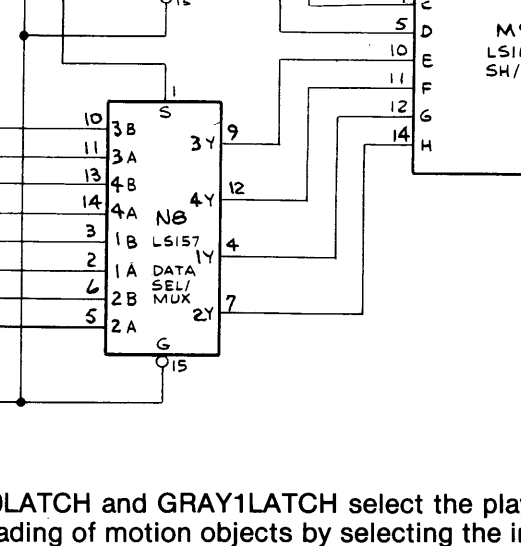 15
C
5 D
M
10 E
LS1
SH/
11 F
12 G
14 H
1
S
10 3B
9
3Y
11 3A
13 4B
12
4Y
14 4A
N8
3 1B LS157
4
1Y
2 1A DATA
SEL/
6 2B MUX
7
2Y
5 2A
G
15
LATCH and GRAY1LATCH select the pla
ading of motion objects by selecting the i